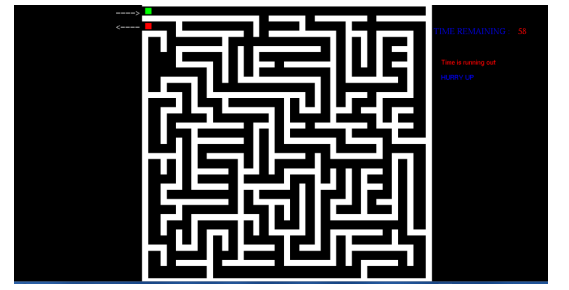 ---->
<----
TIME REMAINING 58
Time is running out
HURRY UP